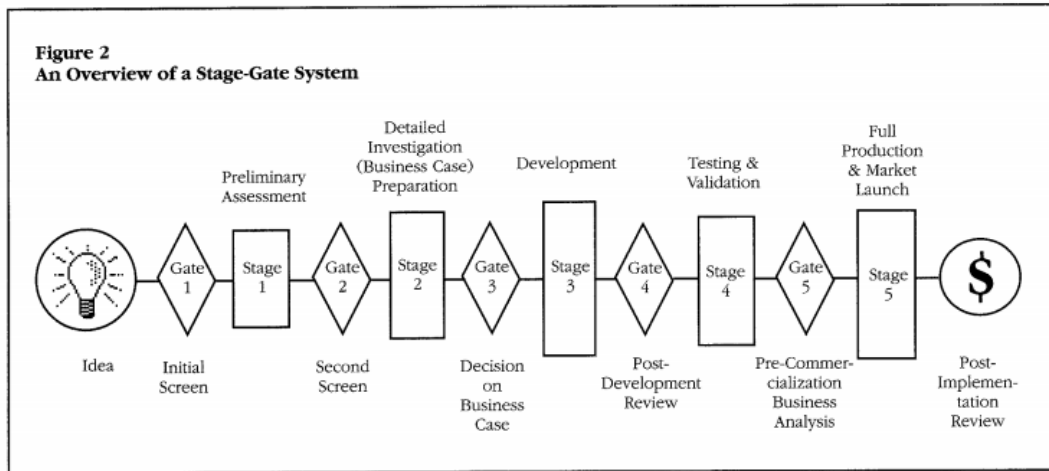 Figure 2
An Overview of a Stage-Gate System
Detailed
Investigation
(Business Case)
Preparation
Full
Production
& Market
Launch
Preliminary
Assessment
Development
Testing &
Validation
Gate
1
Stage
1
Gate
2
Stage
2
Gate
3
Stage
3
Gate
4
Stage
4
Gate
5
Stage
5
$
Idea
Initial
Screen
Second
Screen
Decision
on
Business
Case
Post-
Development
Review
Pre-Commer-
cialization
Business
Analysis
Post-
Implemen-
tation
Review